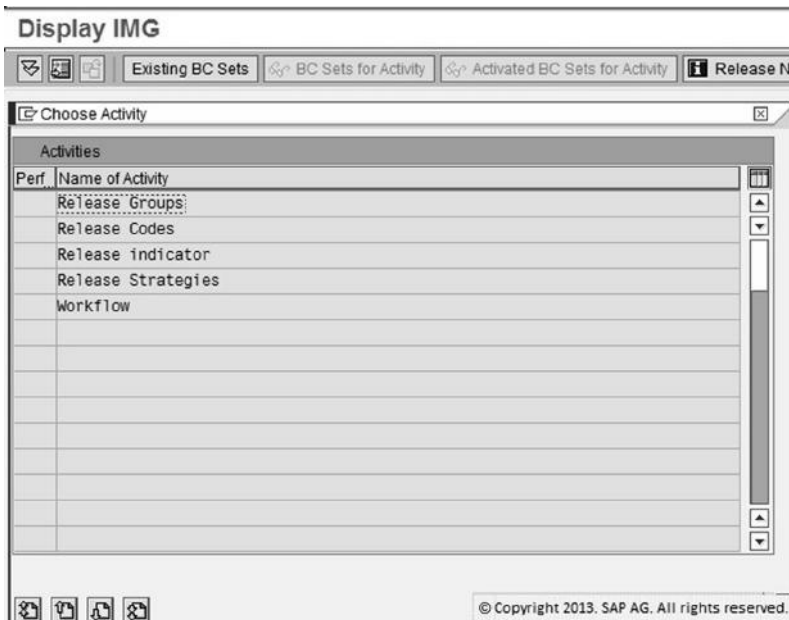 Display IMG
Existing BC Sets BC Sets for Activity Activated BC Sets for Activity Release N
Choose Activity
Activities
Perf.. Name of Activity
Release Groups
Release Codes
Release indicator
Release Strategies
Workflow
© Copyright 2013. SAP AG. All rights reserved.